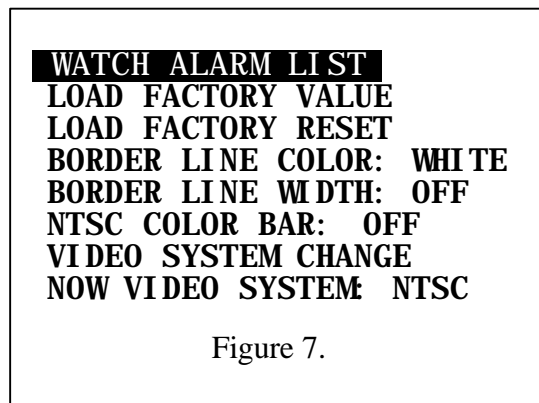 WATCH ALARM LIST
LOAD FACTORY VALUE
LOAD FACTORY RESET
BORDER LINE COLOR: WHITE
BORDER LINE WIDTH: OFF
NTSC COLOR BAR: OFF
VIDEO SYSTEM CHANGE
NOW VIDEO SYSTEM: NTSC
Figure 7.